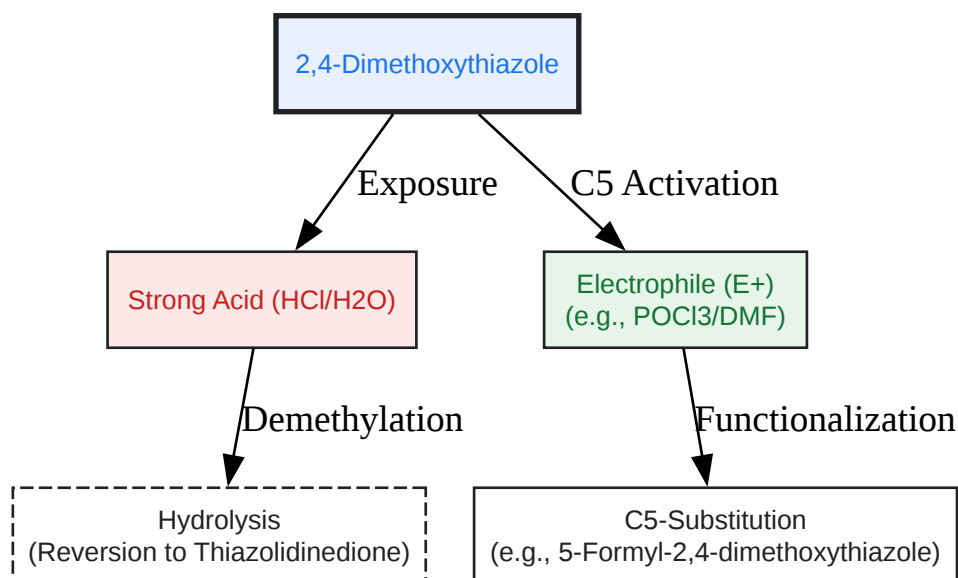 2,4-Dimethoxythiazole
Exposure
C5 Activation
Strong Acid (HCl/H2O)
Electrophile (E+)
(e.g., POCl3/DMF)
Demethylation
Functionalization
Hydrolysis
(Reversion to Thiazolidinedione)
C5-Substitution
(e.g., 5-Formyl-2,4-dimethoxythiazole)